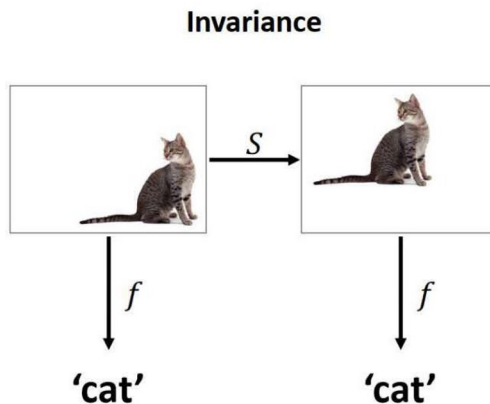 Invariance
S
f
f
‘cat’
‘cat’